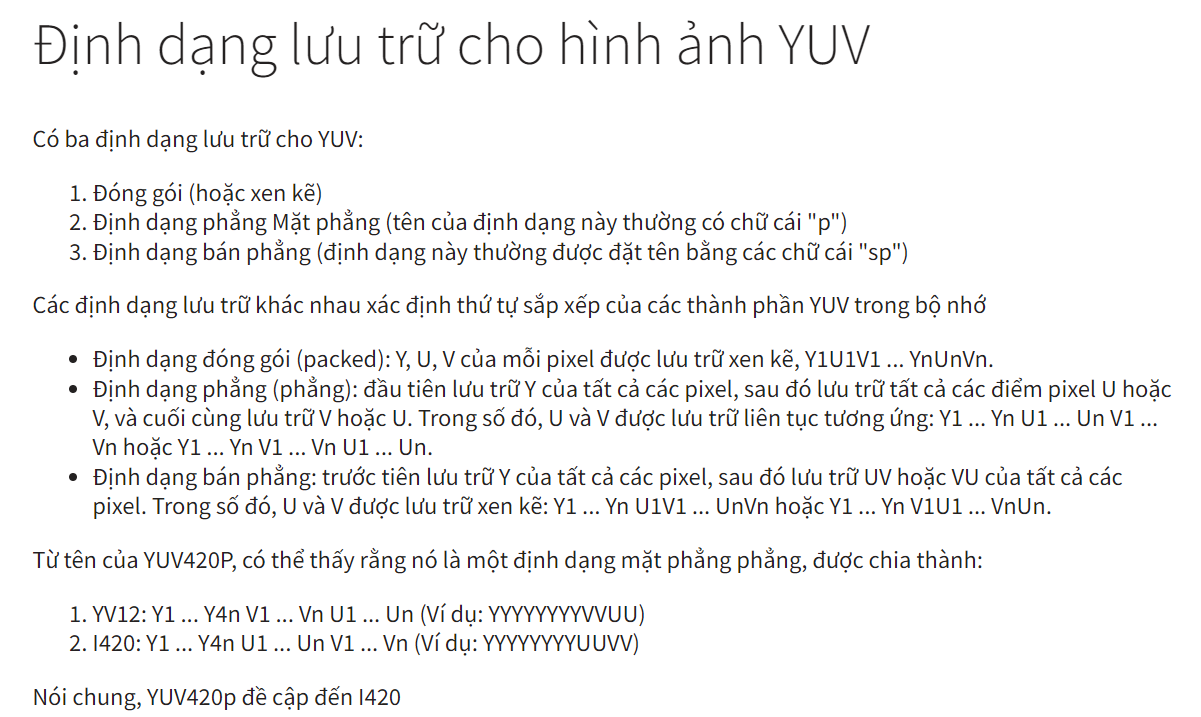 Định dạng lưu trữ cho hình ảnh YUV
Có ba định dạng lưu trữ cho YUV:
1. Đóng gói (hoặc xen kẽ)
2. Định dạng phẳng Mặt phẳng (tên của định dạng này thường có chữ cái "p")
3. Định dạng bán phẳng (định dạng này thường được đặt tên bằng các chữ cái "sp")
Các định dạng lưu trữ khác nhau xác định thứ tự sắp xếp của các thành phần YUV trong bộ nhớ
• Định dạng đóng gói (packed): Y, U, V của mỗi pixel được lưu trữ xen kẽ, Y1U1V1 ... YnUnVn.
• Định dạng phẳng (phẳng): đầu tiên lưu trữ Y của tất cả các pixel, sau đó lưu trữ tất cả các điểm pixel U hoặc
V, và cuối cùng lưu trữ V hoặc U. Trong số đó, U và V được lưu trữ liên tục tương ứng: Y1 ... Yn U1 ... Un V1 ...
Vn hoặc Y1 ... Yn V1 ... Vn U1 ... Un.
• Định dạng bán phẳng: trước tiên lưu trữ Y của tất cả các pixel, sau đó lưu trữ UV hoặc VU của tất cả các
pixel. Trong số đó, U và V được lưu trữ xen kẽ: Y1 ... Yn U1V1 ... UnVn hoặc Y1 ... Yn V1U1 ... VnUn.
Từ tên của YUV420P, có thể thấy rằng nó là một định dạng mặt phẳng phẳng, được chia thành:
1. YV12: Y1 ... Y4n V1 ... Vn U1 ... Un (Ví dụ: YYYYYYYYVVUU)
2. I420: Y1 ... Y4n U1 ... Un V1 ... Vn (Ví dụ: YYYYYYYYUUVV)
Nói chung, YUV420p đề cập đến I420